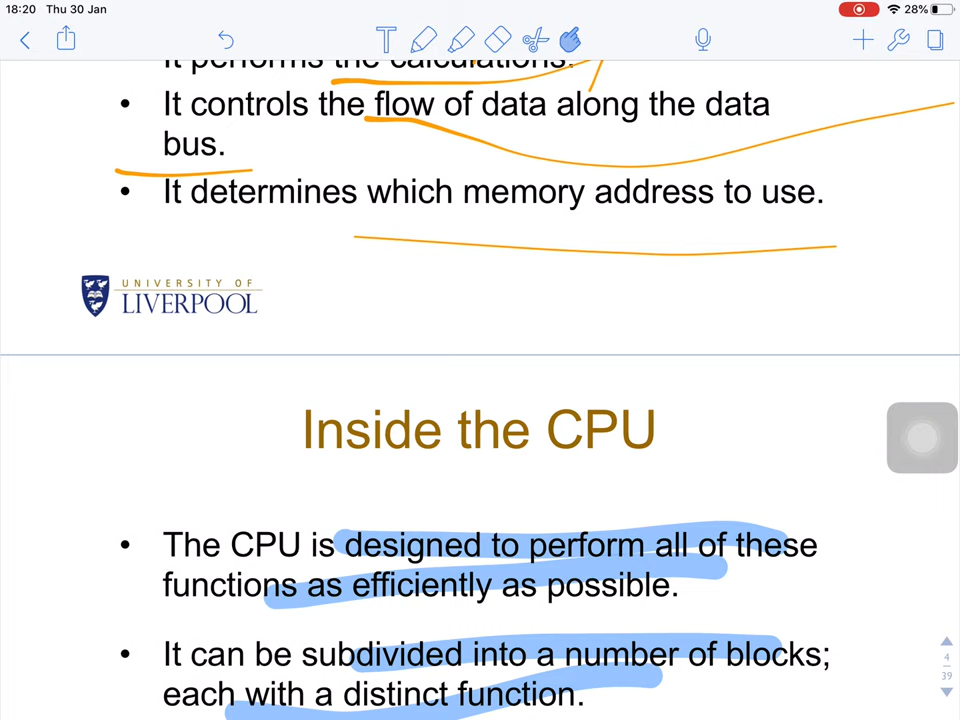 18:20 Thu 30 Jan
28%
T
It performs the calculations.
• It controls the flow of data along the data
bus.
• It determines which memory address to use.
UNIVERSITY OF
LIVERPOOL
Inside the CPU
• The CPU is designed to perform all of these
functions as efficiently as possible.
4
39
• It can be subdivided into a number of blocks;
each with a distinct function.